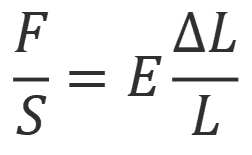 F/S = E ΔL/L